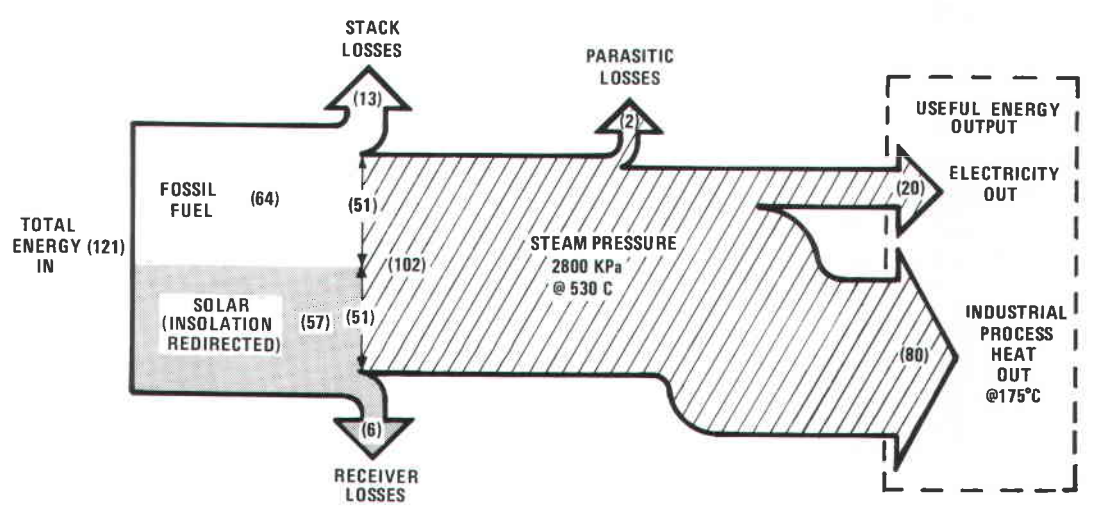 STACK
LOSSES
(13)
PARASITIC
LOSSES
(2)
USEFUL ENERGY
OUTPUT
ELECTRICITY
OUT
(20)
FOSSIL
FUEL
(64)
(51)
TOTAL
ENERGY (121)
IN
(102)
STEAM PRESSURE
2800 KPa
@ 530 C
SOLAR
(INSOLATION
REDIRECTED)
(57)
(51)
INDUSTRIAL
PROCESS
HEAT
OUT
@175°C
(80)
(6)
RECEIVER
LOSSES